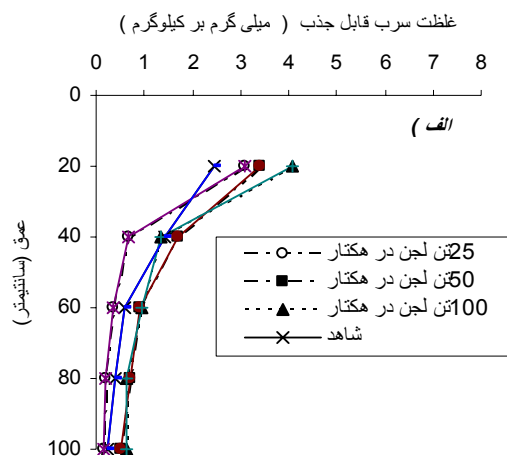 غلظت سرب قابل جذب ( میلی گرم بر کیلوگرم )
0 1 2 3 4 5 6 7 8
0
الف )
20
40
عمق (سانتیمتر)
25تن لجن در هکتار
50تن لجن در هکتار
100تن لجن در هکتار
شاهد
60
80
100